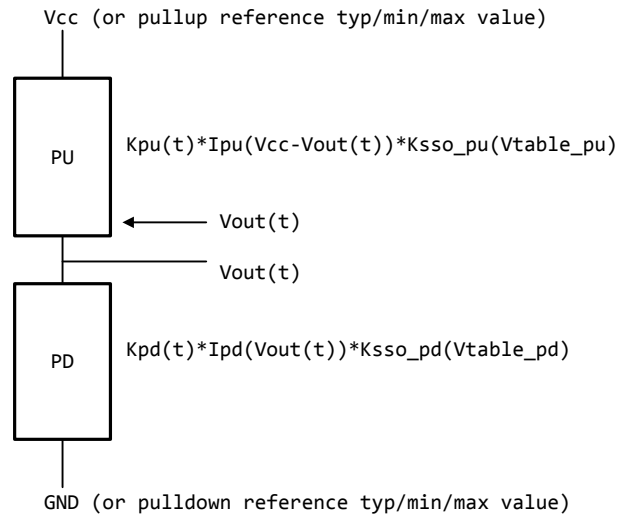 Vcc (or pullup reference typ/min/max value)
PU
Kpu(t)*Ipu(Vcc-Vout(t))*Ksso_pu(Vtable_pu)
Vout(t)
Vout(t)
PD
Kpd(t)*Ipd(Vout(t))*Ksso_pd(Vtable_pd)
GND (or pulldown reference typ/min/max value)